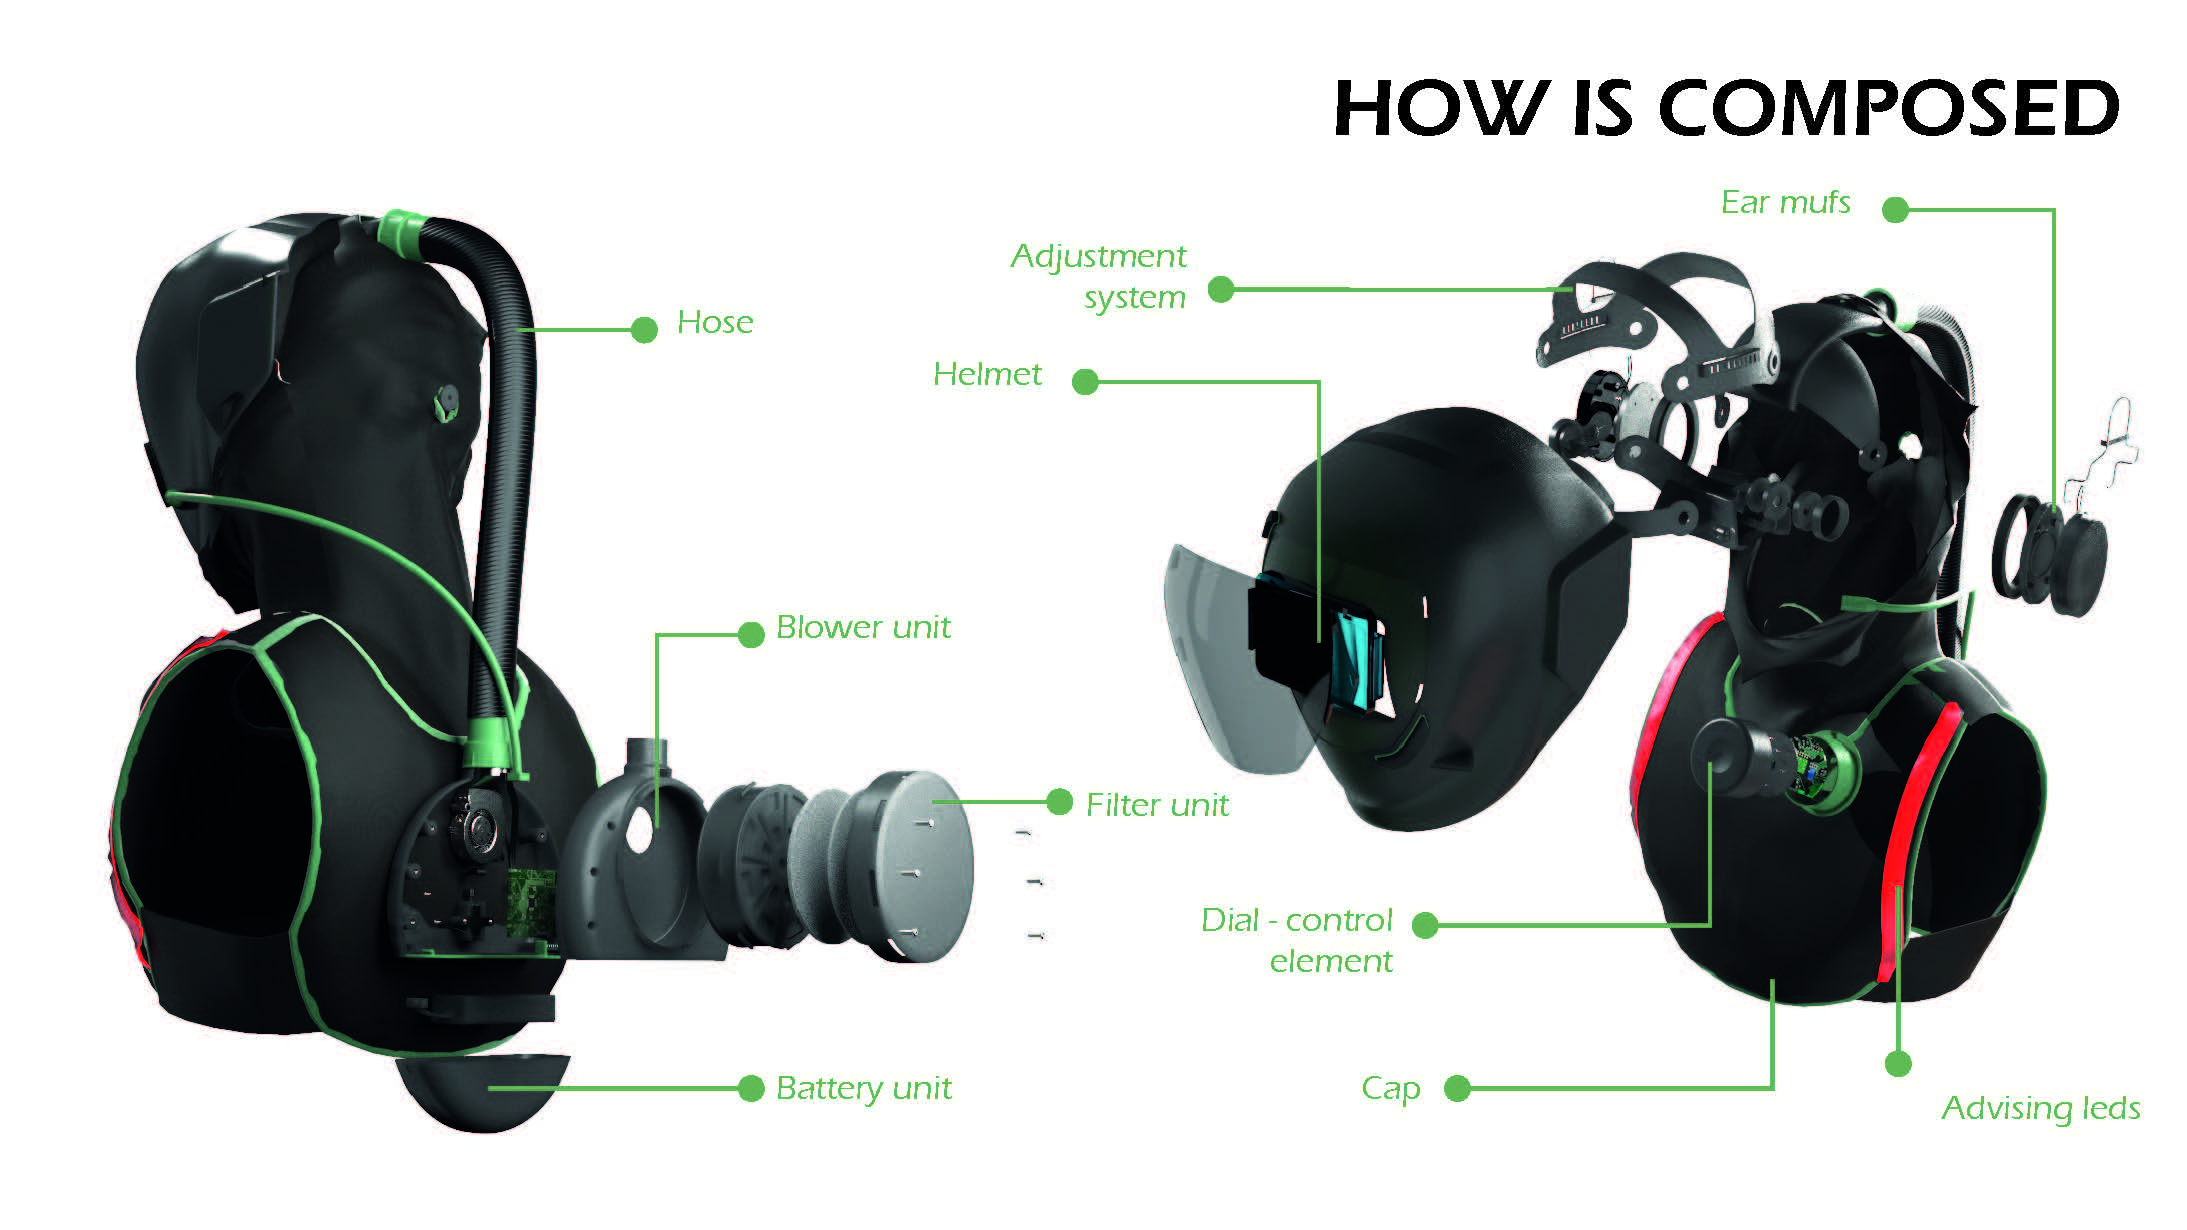 HOW IS COMPOSED
Ear mufs
Adjustment
system
Hose
Helmet
Blower unit
Filter unit
Dial - control
element
Battery unit
Cap
Advising leds